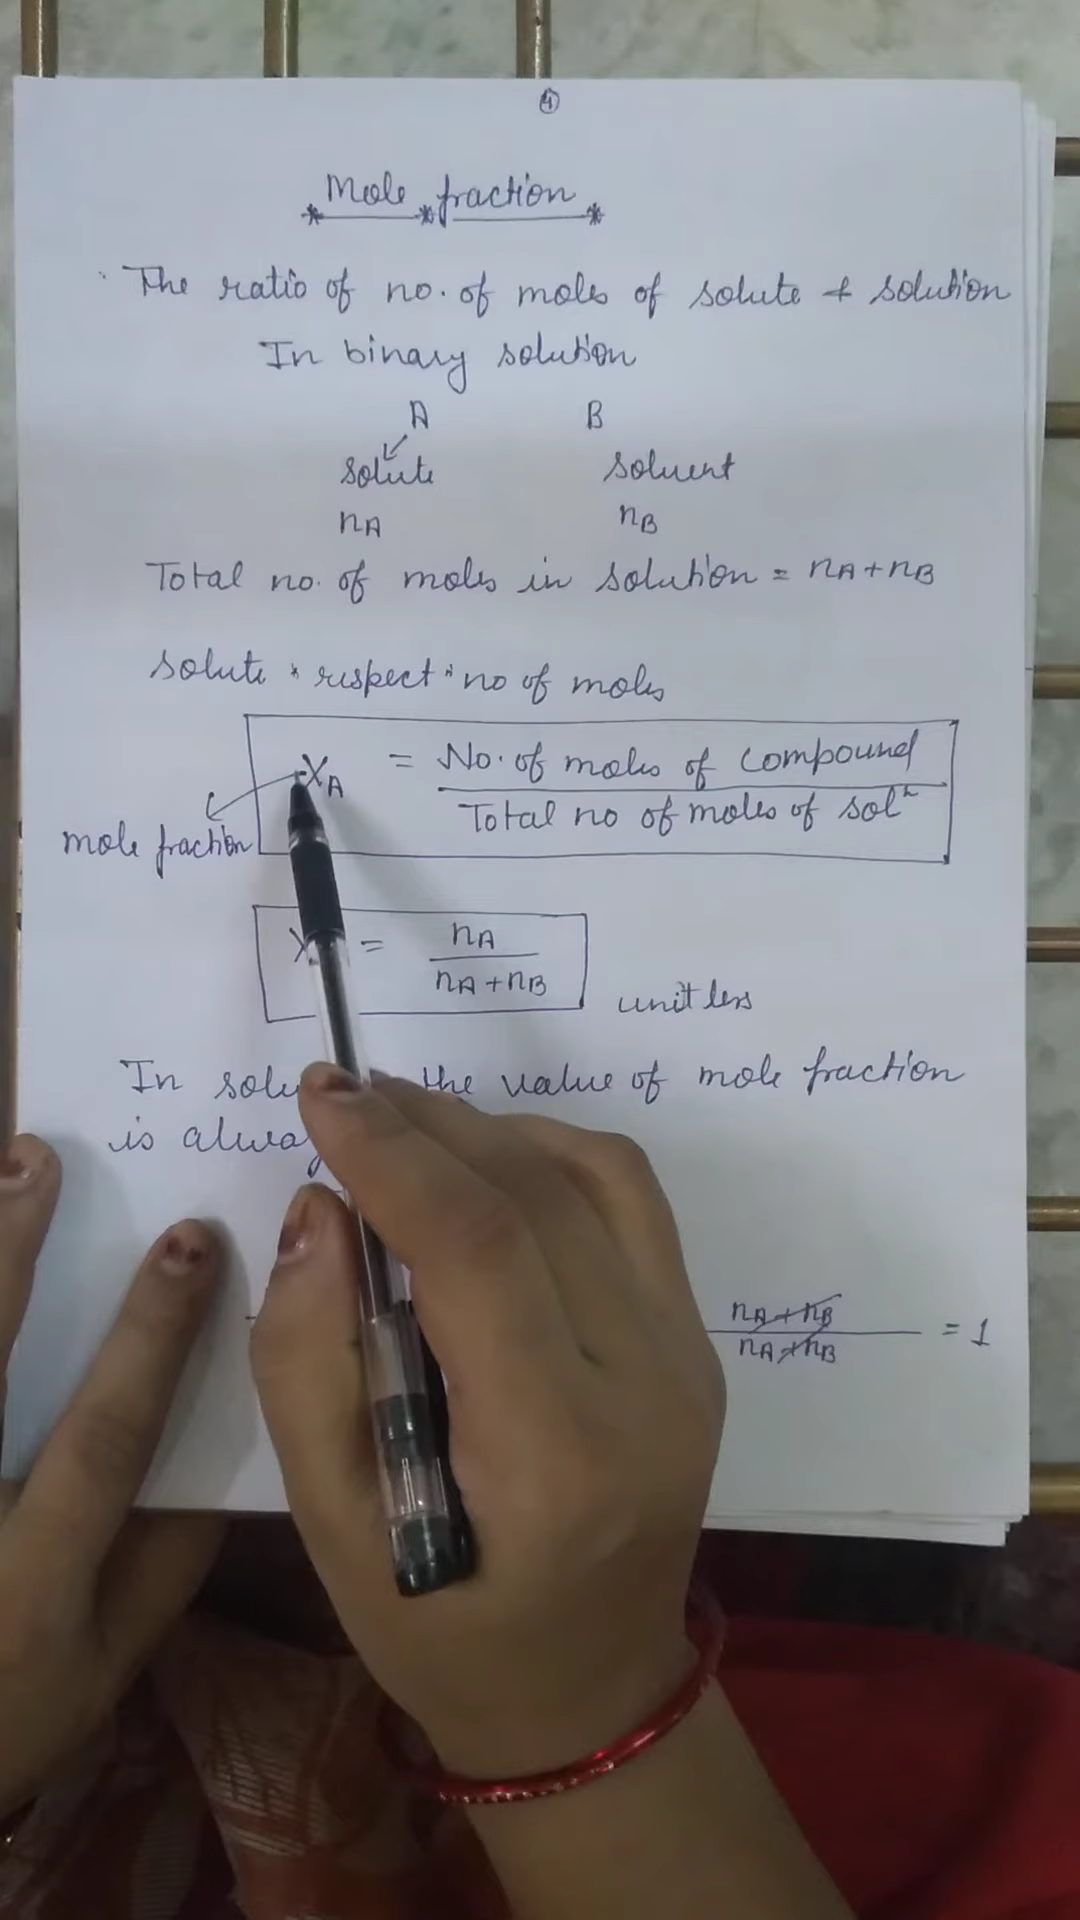 4
Mole fraction
The ratio of no. of moles of solute & solution
In binary solution
A B
solute solvent
nA nB
Total no. of moles in solution = nA + nB
solute * respect * no of moles
XA = No. of moles of compound
Total no of moles of solⁿ
mole fraction
X = nA
nA + nB
unitless
In the value of mole fraction
is
nA + nB
nA + nB
= 1